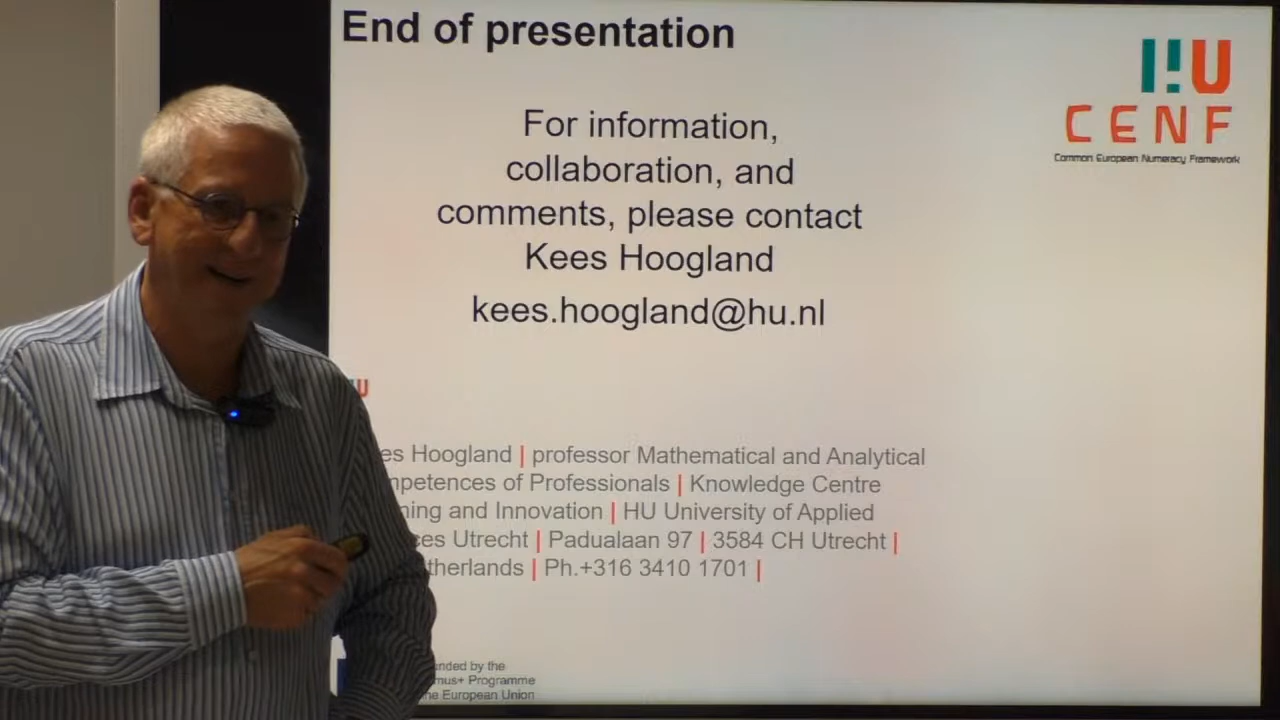 End of presentation
HU
CENF
Common European Numeracy Framework
For information,
collaboration, and
comments, please contact
Kees Hoogland
kees.hoogland@hu.nl
U
es Hoogland | professor Mathematical and Analytical
mpetences of Professionals | Knowledge Centre
ning and Innovation | HU University of Applied
ces Utrecht | Padualaan 97 | 3584 CH Utrecht |
therlands | Ph.+316 3410 1701 |
unded by the
mus+ Programme
he European Union